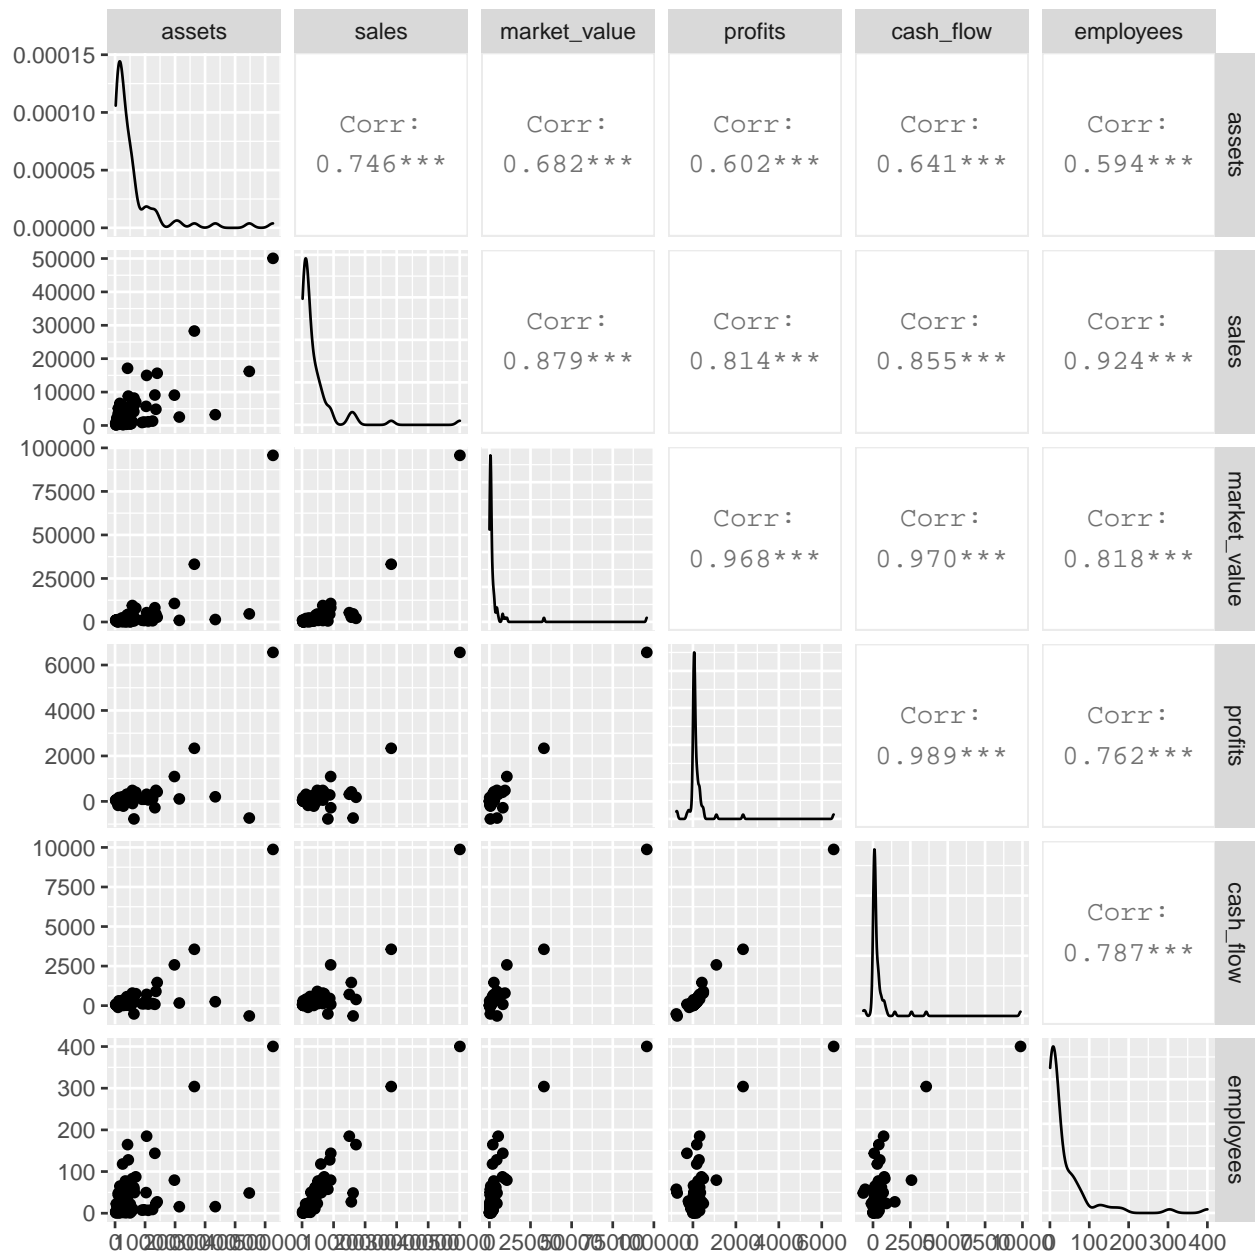 assets sales market_value profits cash_flow employees
0.00015
0.00010
0.00005
0.00000
Corr: Corr: Corr: Corr: Corr:
0.746*** 0.682*** 0.602*** 0.641*** 0.594***
assets
50000
40000
30000
20000
10000
0
Corr: Corr: Corr: Corr:
0.879*** 0.814*** 0.855*** 0.924***
sales
100000
75000
50000
25000
0
Corr: Corr: Corr:
0.968*** 0.970*** 0.818***
market_value
6000
4000
2000
0
Corr: Corr:
0.989*** 0.762***
profits
10000
7500
5000
2500
0
Corr:
0.787***
cash_flow
400
300
200
100
0
employees
0 2000 4000 6000
0 100 200 300 400